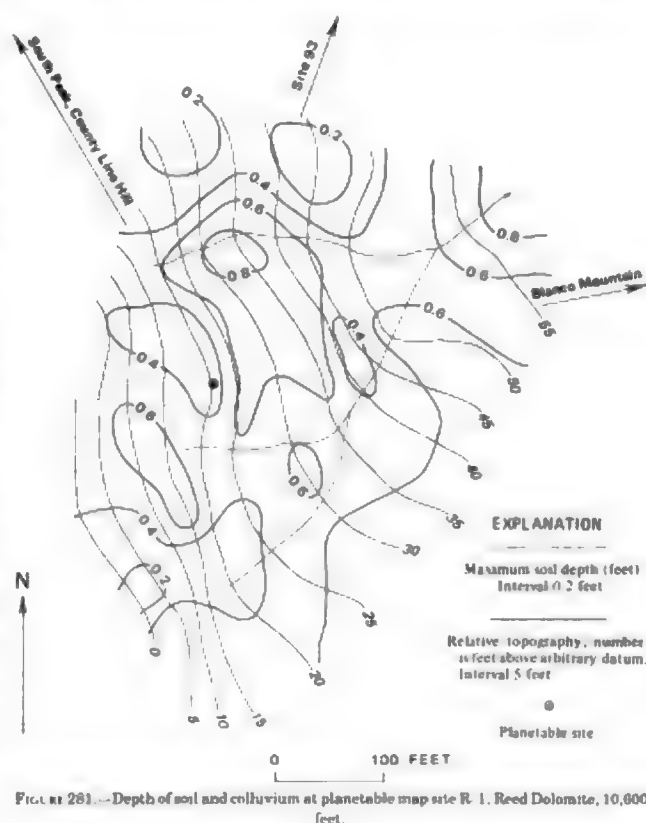 South Peak, County Line Hill
Site 93
0.2
0.2
0.4
0.6
0.8
0.8
0.6
Blanco Mountain
0.6
0.4
0.4
0.6
0.6
0.4
0.2
55
50
45
40
35
30
25
20
15
10
5
0
N
EXPLANATION
Maximum soil depth (feet)
Interval 0.2 feet
Relative topography, number
is feet above arbitrary datum.
Interval 5 feet
Planetable site
0 100 FEET
FIGURE 281.—Depth of soil and colluvium at planetable map site R 1. Reed Dolomite, 10,600
feet.